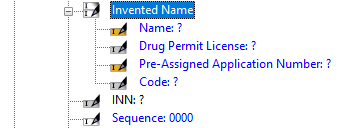 Invented Name
Name: ?
Drug Permit License: ?
Pre-Assigned Application Number: ?
Code: ?
INN: ?
Sequence: 0000